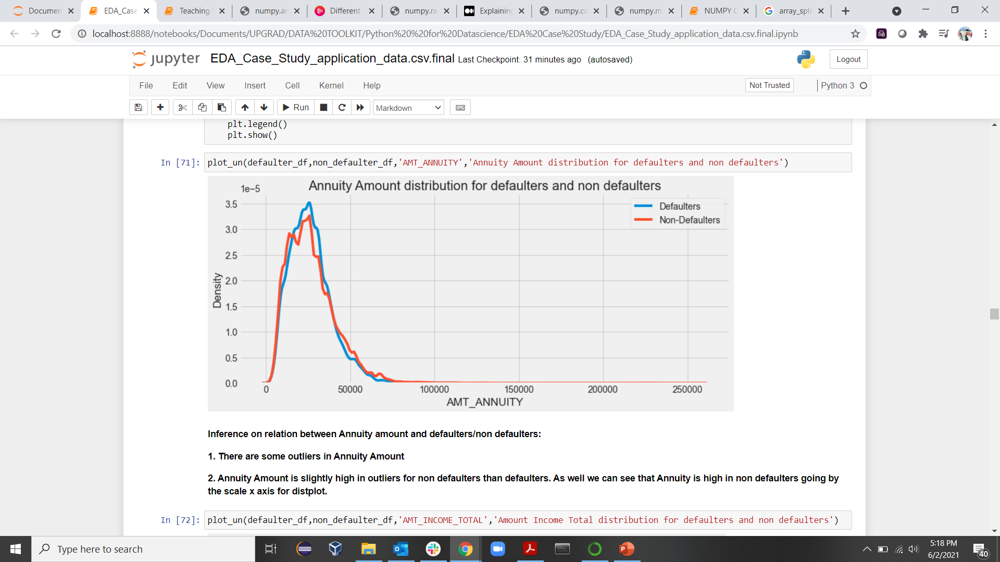 Documen
EDA_Case
Teaching
numpy.ar
Different
numpy.ra
Explaining
numpy.co
numpy.m
NUMPY C
array_spli
localhost:8888/notebooks/Documents/UPGRAD/DATA%20TOOLKIT/Python%20%20for%20Datascience/EDA%20Case%20Study/EDA_Case_Study_application_data.csv.final.ipynb
jupyter EDA_Case_Study_application_data.csv.final Last Checkpoint: 31 minutes ago (autosaved)
Logout
File Edit View Insert Cell Kernel Help
Not Trusted
Python 3
Run
Markdown
plt.legend()
plt.show()
In [71]: plot_un(defaulter_df,non_defaulter_df,'AMT_ANNUITY','Annuity Amount distribution for defaulters and non defaulters')
Annuity Amount distribution for defaulters and non defaulters
1e−5
3.5
3.0
2.5
2.0
1.5
1.0
0.5
0.0
Density
Defaulters
Non-Defaulters
0 50000 100000 150000 200000 250000
AMT_ANNUITY
Inference on relation between Annuity amount and defaulters/non defaulters:
1. There are some outliers in Annuity Amount
2. Annuity Amount is slightly high in outliers for non defaulters than defaulters. As well we can see that Annuity is high in non defaulters going by
the scale x axis for distplot.
In [72]: plot_un(defaulter_df,non_defaulter_df,'AMT_INCOME_TOTAL','Amount Income Total distribution for defaulters and non defaulters')
Type here to search
5:18 PM
6/2/2021
40